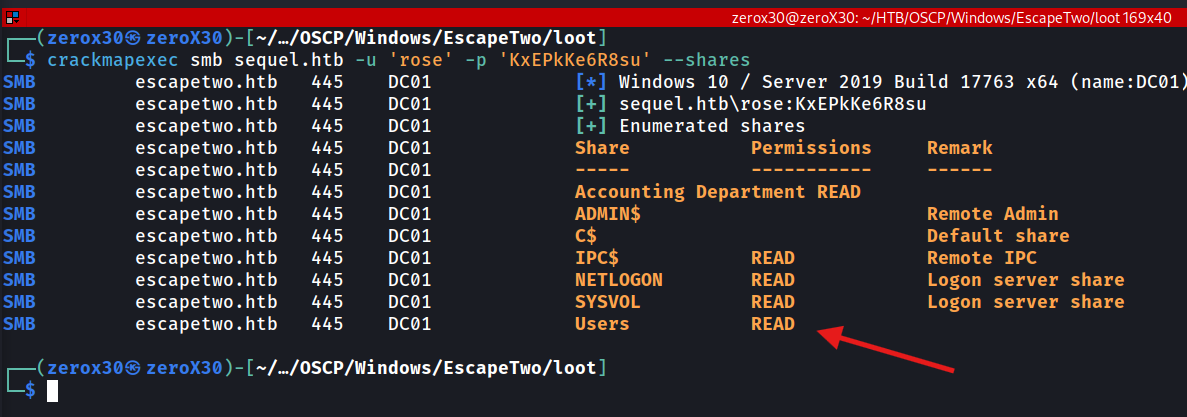 zerox30@zeroX30: ~/HTB/OSCP/Windows/EscapeTwo/loot 169x40
┌──(zerox30㉿zeroX30)-[~/…/OSCP/Windows/EscapeTwo/loot]
└─$ crackmapexec smb sequel.htb -u 'rose' -p 'KxEPkKe6R8su' --shares
SMB escapetwo.htb 445 DC01 [*] Windows 10 / Server 2019 Build 17763 x64 (name:DC01)
SMB escapetwo.htb 445 DC01 [+] sequel.htb\rose:KxEPkKe6R8su
SMB escapetwo.htb 445 DC01 [+] Enumerated shares
SMB escapetwo.htb 445 DC01 Share Permissions Remark
SMB escapetwo.htb 445 DC01 ----- ----------- ------
SMB escapetwo.htb 445 DC01 Accounting Department READ
SMB escapetwo.htb 445 DC01 ADMIN$ Remote Admin
SMB escapetwo.htb 445 DC01 C$ Default share
SMB escapetwo.htb 445 DC01 IPC$ READ Remote IPC
SMB escapetwo.htb 445 DC01 NETLOGON READ Logon server share
SMB escapetwo.htb 445 DC01 SYSVOL READ Logon server share
SMB escapetwo.htb 445 DC01 Users READ
┌──(zerox30㉿zeroX30)-[~/…/OSCP/Windows/EscapeTwo/loot]
└─$